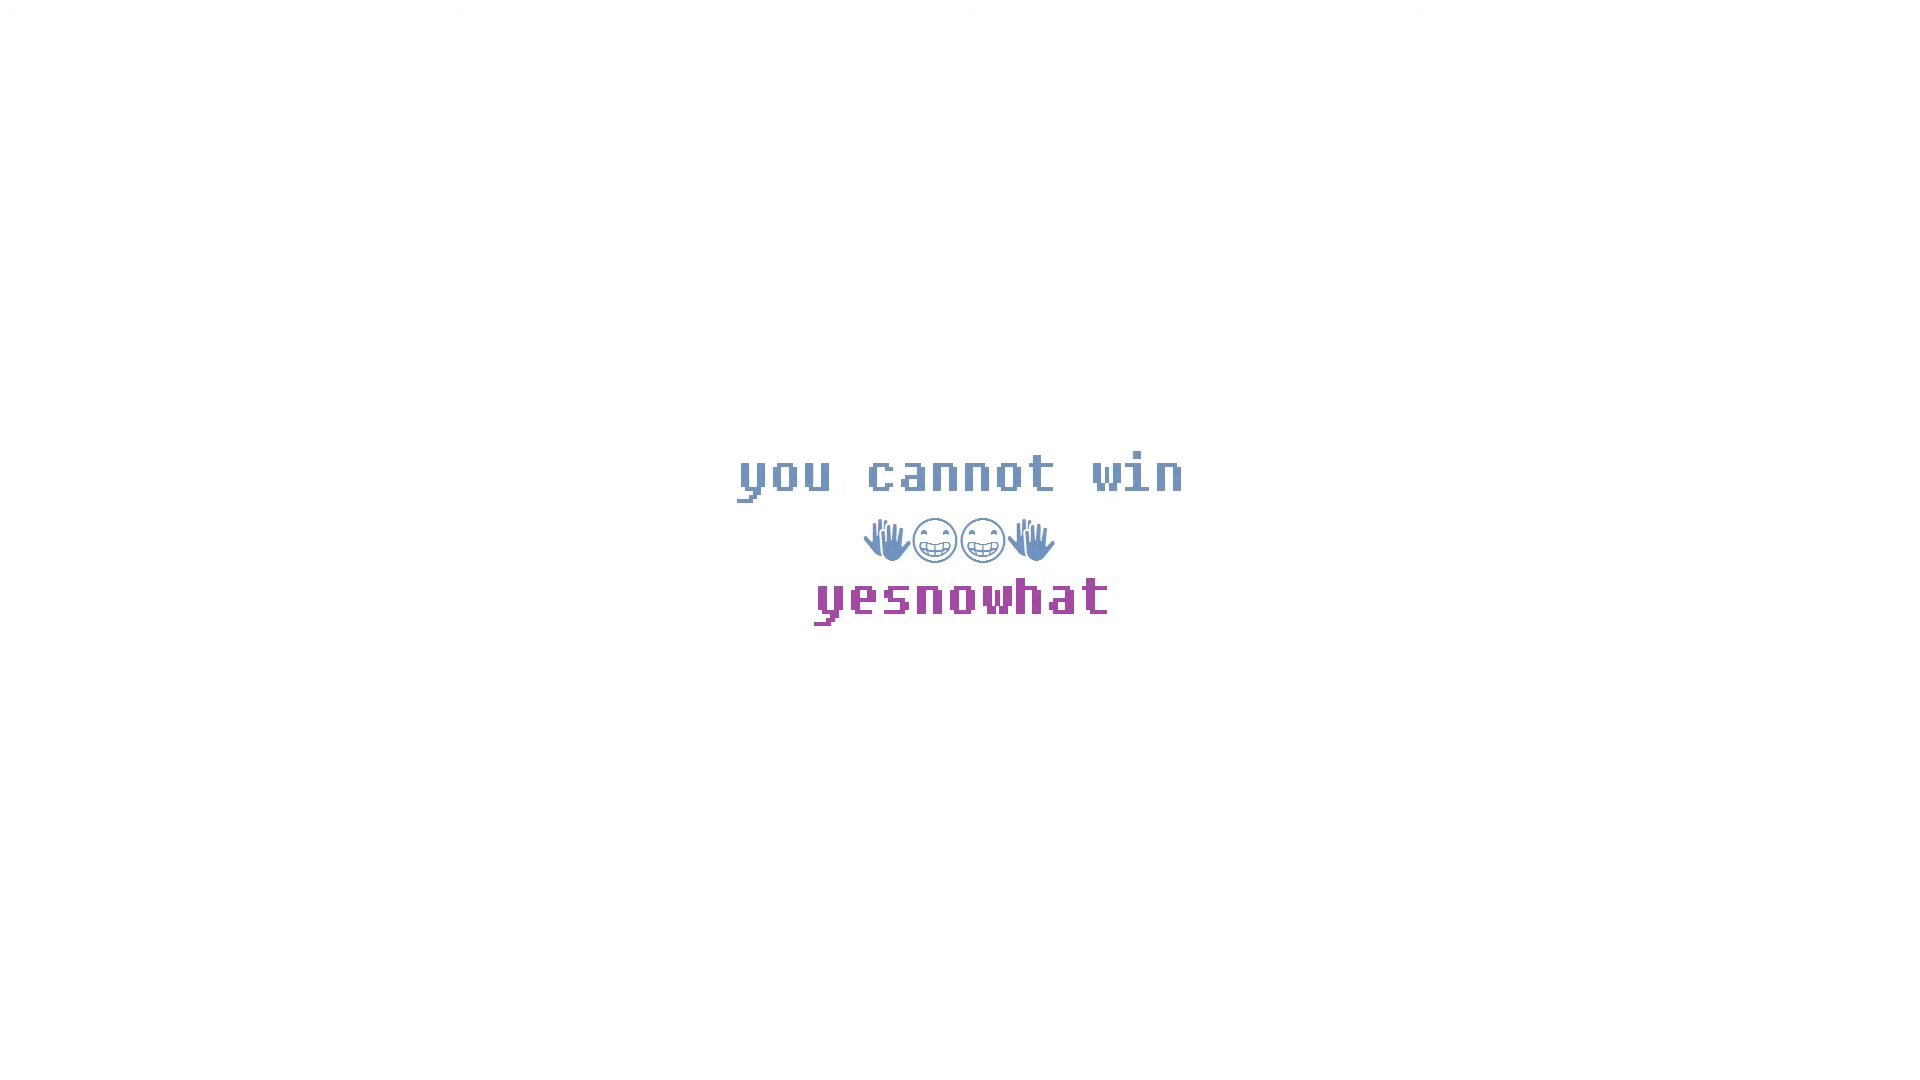 you cannot win
👏😁😁👏
yesnowhat